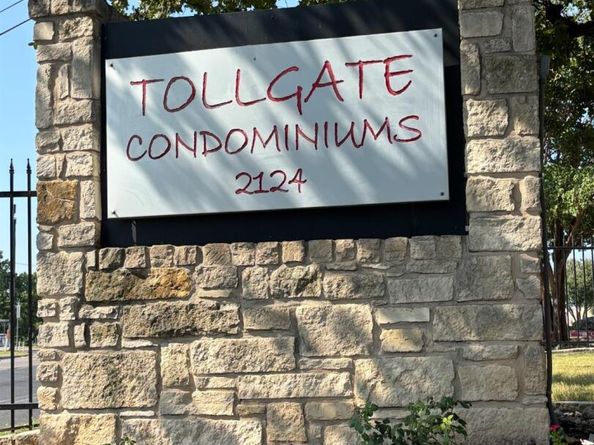 TOLLGATE
CONDOMINIUMS
2124